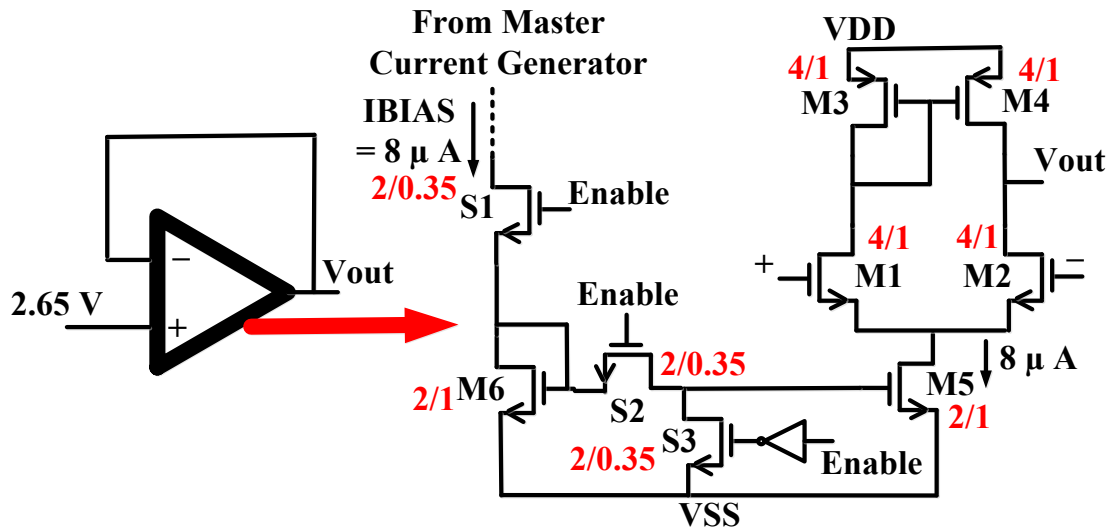 From Master
Current Generator
IBIAS
= 8 µ A
2/0.35
S1
Enable
VDD
4/1
4/1
M3
M4
Vout
4/1
4/1
+
M1
M2
−
8 µ A
−
Vout
2.65 V
+
Enable
M6
2/1
2/0.35
S2
M5
2/1
S3
2/0.35
Enable
VSS